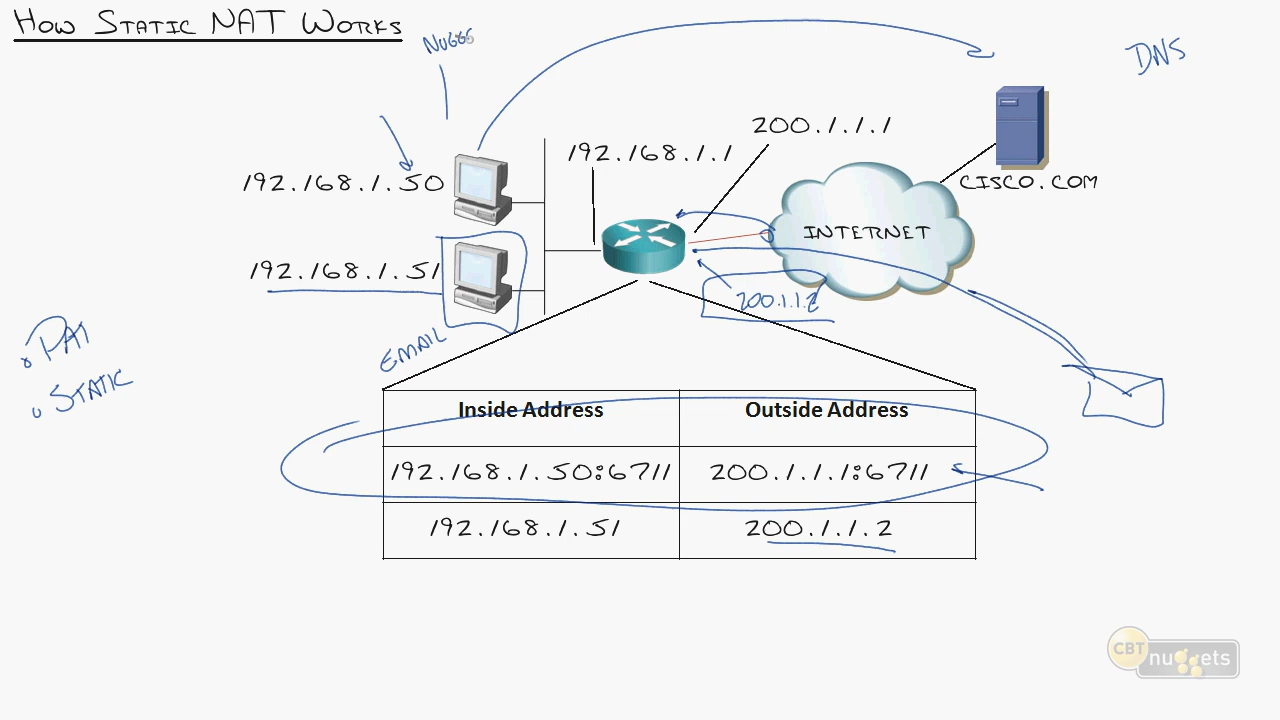 How Static NAT Works
DNS
200.1.1.1
192.168.1.1
192.168.1.50
CISCO.COM
INTERNET
192.168.1.51
200.1.1.2
EMAIL
PAT
STATIC
Inside Address Outside Address
192.168.1.50:6711 200.1.1.1:6711
192.168.1.51 200.1.1.2
CBT nuggets